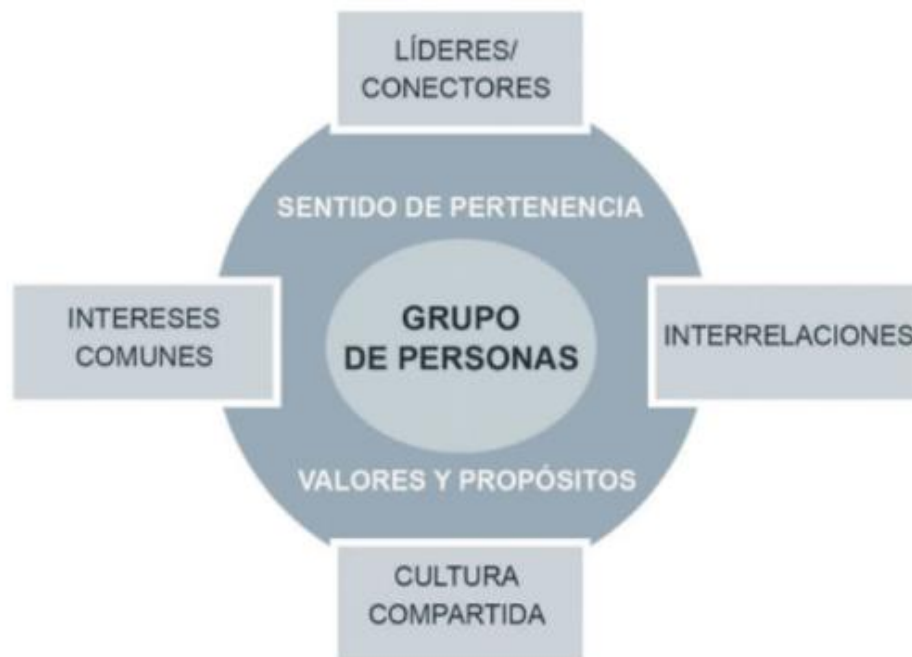 LÍDERES/
CONECTORES
SENTIDO DE PERTENENCIA
INTERESES
COMUNES
GRUPO
DE PERSONAS
INTERRELACIONES
VALORES Y PROPÓSITOS
CULTURA
COMPARTIDA